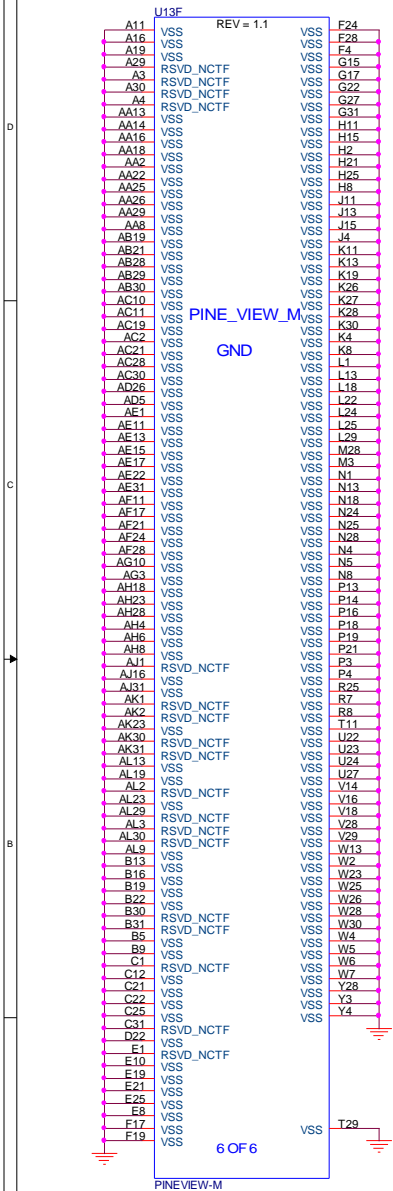 U13F
REV = 1.1
A11 VSS
A16 VSS
A19 VSS
A29 RSVD_NCTF
A3 RSVD_NCTF
A30 RSVD_NCTF
A4 RSVD_NCTF
AA13 VSS
AA14 VSS
AA16 VSS
AA18 VSS
AA2 VSS
AA22 VSS
AA25 VSS
AA26 VSS
AA29 VSS
AA8 VSS
AB19 VSS
AB21 VSS
AB28 VSS
AB29 VSS
AB30 VSS
AC10 VSS
AC11 VSS
AC19 VSS
AC2 VSS
AC21 VSS
AC28 VSS
AC30 VSS
AD26 VSS
AD5 VSS
AE1 VSS
AE11 VSS
AE13 VSS
AE15 VSS
AE17 VSS
AE22 VSS
AE31 VSS
AF11 VSS
AF17 VSS
AF21 VSS
AF24 VSS
AF28 VSS
AG10 VSS
AG3 VSS
AH18 VSS
AH23 VSS
AH28 VSS
AH4 VSS
AH6 VSS
AH8 VSS
AJ1 RSVD_NCTF
AJ16 VSS
AJ31 VSS
AK1 RSVD_NCTF
AK2 RSVD_NCTF
AK23 VSS
AK30 RSVD_NCTF
AK31 RSVD_NCTF
AL13 VSS
AL19 VSS
AL2 RSVD_NCTF
AL23 VSS
AL29 RSVD_NCTF
AL3 RSVD_NCTF
AL30 RSVD_NCTF
AL9 VSS
B13 VSS
B16 VSS
B19 VSS
B22 VSS
B30 RSVD_NCTF
B31 RSVD_NCTF
B5 VSS
B9 VSS
C1 RSVD_NCTF
C12 VSS
C21 VSS
C22 VSS
C25 VSS
C31 RSVD_NCTF
D22 VSS
E1 RSVD_NCTF
E10 VSS
E19 VSS
E21 VSS
E25 VSS
E8 VSS
F17 VSS
F19 VSS
PINE_VIEW_M
GND
VSS F24
VSS F28
VSS F4
VSS G15
VSS G17
VSS G22
VSS G27
VSS G31
VSS H11
VSS H15
VSS H2
VSS H21
VSS H25
VSS H8
VSS J11
VSS J13
VSS J15
VSS J4
VSS K11
VSS K13
VSS K19
VSS K26
VSS K27
VSS K28
VSS K30
VSS K4
VSS K8
VSS L1
VSS L13
VSS L18
VSS L22
VSS L24
VSS L25
VSS L29
VSS M28
VSS M3
VSS N1
VSS N13
VSS N18
VSS N24
VSS N25
VSS N28
VSS N4
VSS N5
VSS N8
VSS P13
VSS P14
VSS P16
VSS P18
VSS P19
VSS P21
VSS P3
VSS P4
VSS R25
VSS R7
VSS R8
VSS T11
VSS U22
VSS U23
VSS U24
VSS U27
VSS V14
VSS V16
VSS V18
VSS V28
VSS V29
VSS W13
VSS W2
VSS W23
VSS W25
VSS W26
VSS W28
VSS W30
VSS W4
VSS W5
VSS W6
VSS W7
VSS Y28
VSS Y3
VSS Y4
VSS T29
6 OF 6
PINEVIEW-M
D
C
B